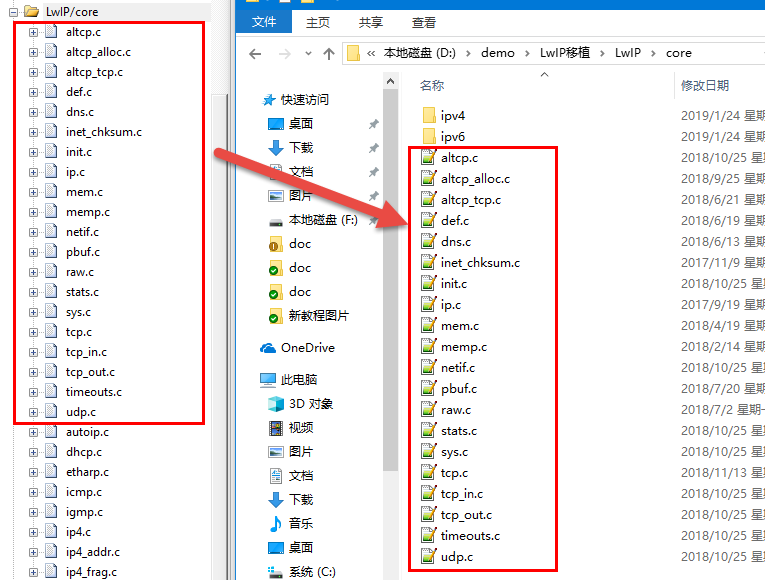 LwIP/core
altcp.c
altcp_alloc.c
altcp_tcp.c
def.c
dns.c
inet_chksum.c
init.c
ip.c
mem.c
memp.c
netif.c
pbuf.c
raw.c
stats.c
sys.c
tcp.c
tcp_in.c
tcp_out.c
timeouts.c
udp.c
autoip.c
dhcp.c
etharp.c
icmp.c
igmp.c
ip4.c
ip4_addr.c
ip4_frag.c
文件 主页 共享 查看
« 本地磁盘 (D:) › demo › LwIP移植 › LwIP › core
快速访问
桌面
下载
文档
图片
本地磁盘 (F:)
doc
doc
doc
新教程图片
OneDrive
此电脑
3D 对象
视频
图片
文档
下载
音乐
桌面
系统 (C:)
名称 修改日期
ipv4 2019/1/24 星期
ipv6 2019/1/24 星期
altcp.c 2018/10/25 星期
altcp_alloc.c 2018/9/25 星期
altcp_tcp.c 2018/6/21 星期
def.c 2018/6/19 星期
dns.c 2018/6/13 星期
inet_chksum.c 2017/11/9 星期
init.c 2018/10/25 星期
ip.c 2017/9/19 星期
mem.c 2018/4/19 星期
memp.c 2018/2/14 星期
netif.c 2018/10/25 星期
pbuf.c 2018/7/20 星期
raw.c 2018/7/2 星期一
stats.c 2018/10/25 星期
sys.c 2018/10/25 星期
tcp.c 2018/11/13 星期
tcp_in.c 2018/10/25 星期
tcp_out.c 2018/10/25 星期
timeouts.c 2018/10/25 星期
udp.c 2018/10/25 星期